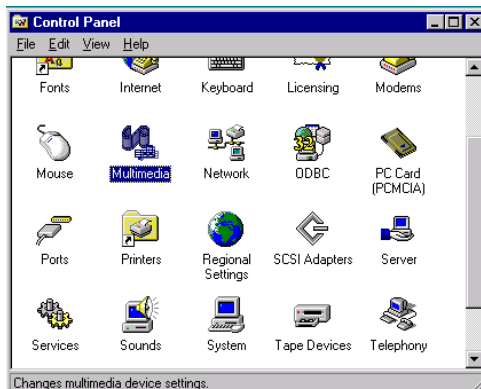 Control Panel
File Edit View Help
Fonts Internet Keyboard Licensing Modems
Mouse Multimedia Network ODBC PC Card
(PCMCIA)
Ports Printers Regional SCSI Adapters Server
Settings
Services Sounds System Tape Devices Telephony
Changes multimedia device settings.